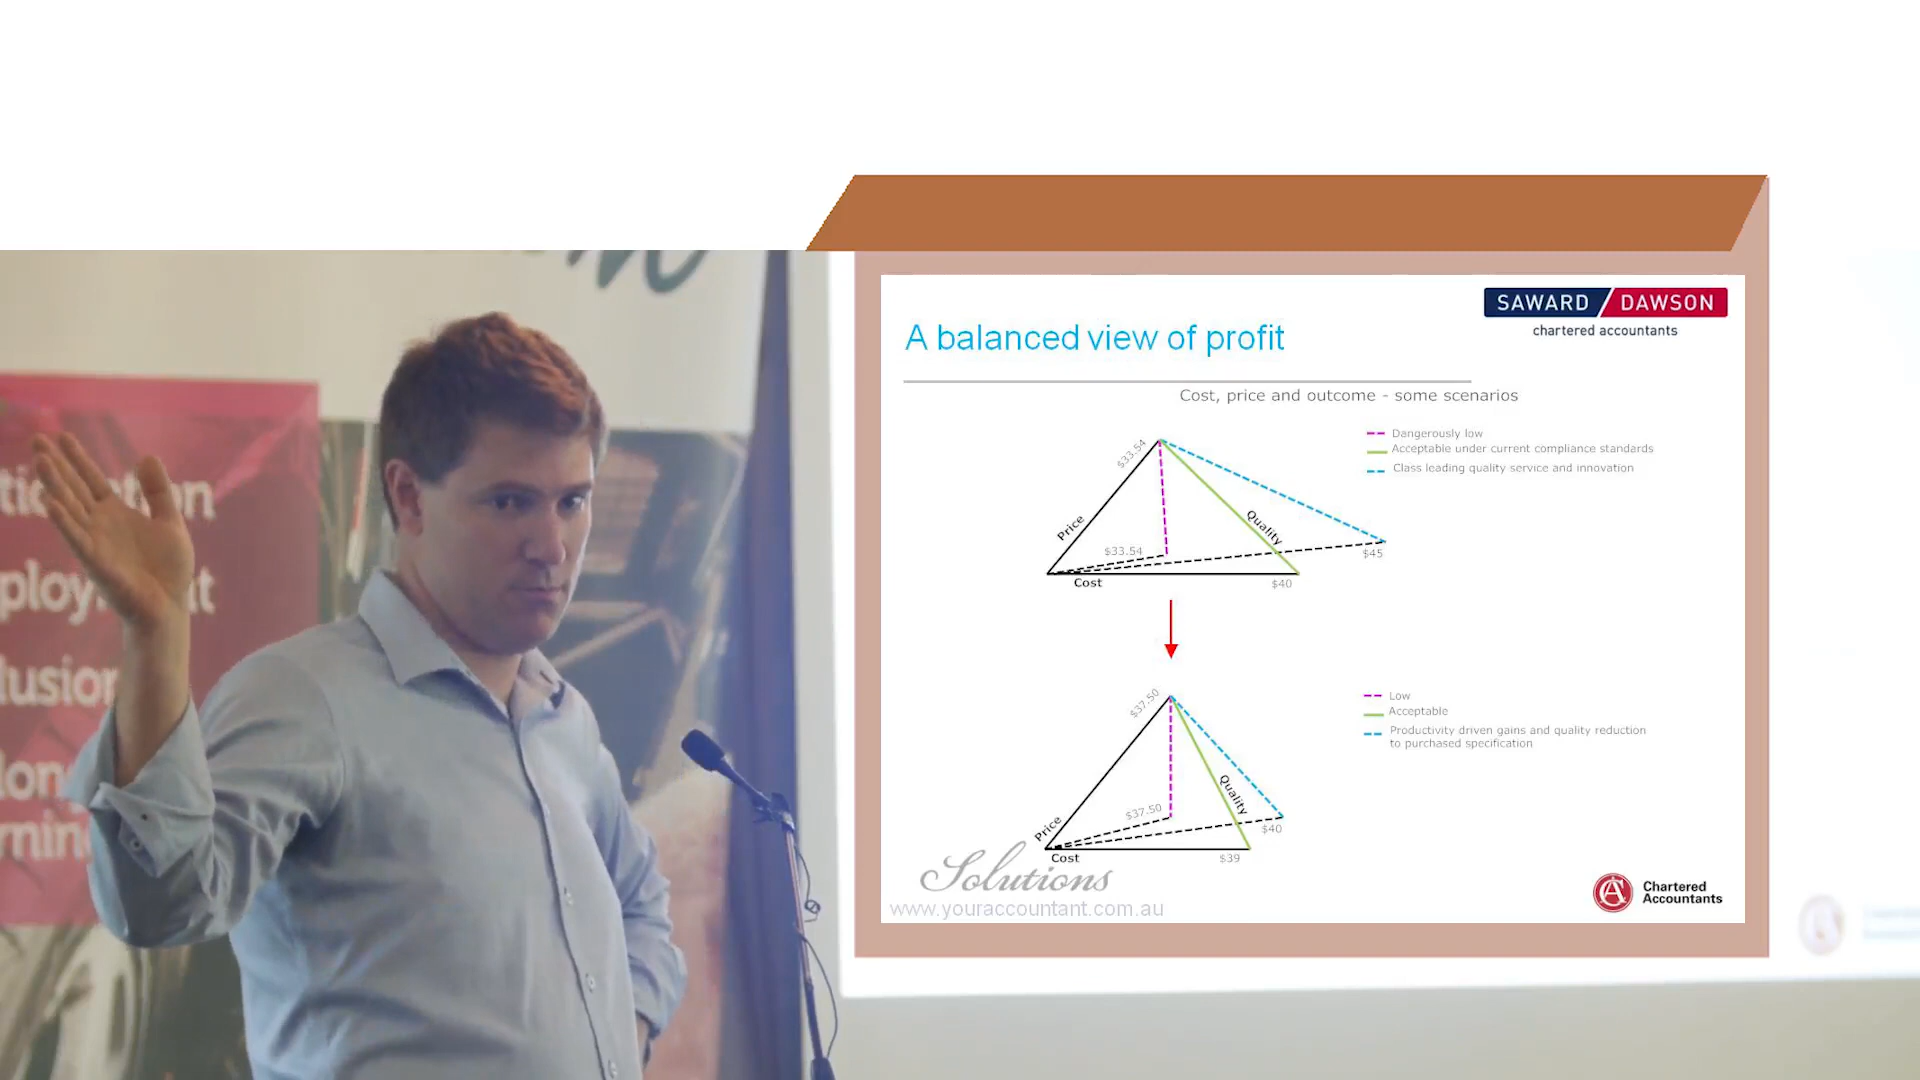 SAWARD DAWSON
chartered accountants
A balanced view of profit
Cost, price and outcome - some scenarios
Dangerously low
Acceptable under current compliance standards
Class leading quality service and innovation
$33.54
Price
Quality
$33.54
$45
Cost
$40
Low
Acceptable
Productivity driven gains and quality reduction
to purchased specification
$37.50
Price
Quality
$37.50
$40
Cost
$39
Solutions
www.youraccountant.com.au
Chartered
Accountants